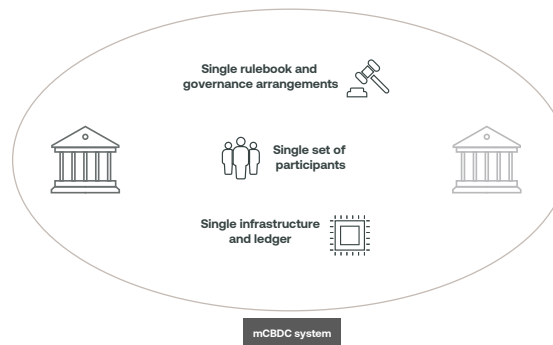 Single rulebook and
governance arrangements
Single set of
participants
Single infrastructure
and ledger
mCBDC system